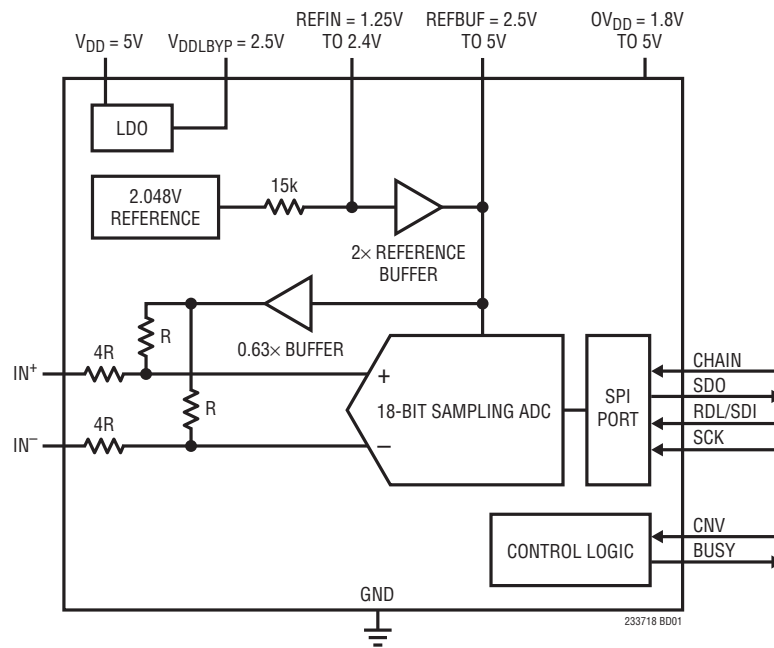 REFIN = 1.25V
TO 2.4V
REFBUF = 2.5V
TO 5V
OVDD = 1.8V
TO 5V
VDD = 5V
VDDLBYP = 2.5V
LDO
2.048V
REFERENCE
15k
2× REFERENCE
BUFFER
0.63× BUFFER
R
4R
IN+
R
4R
IN−
+
−
18-BIT SAMPLING ADC
SPI
PORT
CHAIN
SDO
RDL/SDI
SCK
CONTROL LOGIC
CNV
BUSY
GND
233718 BD01